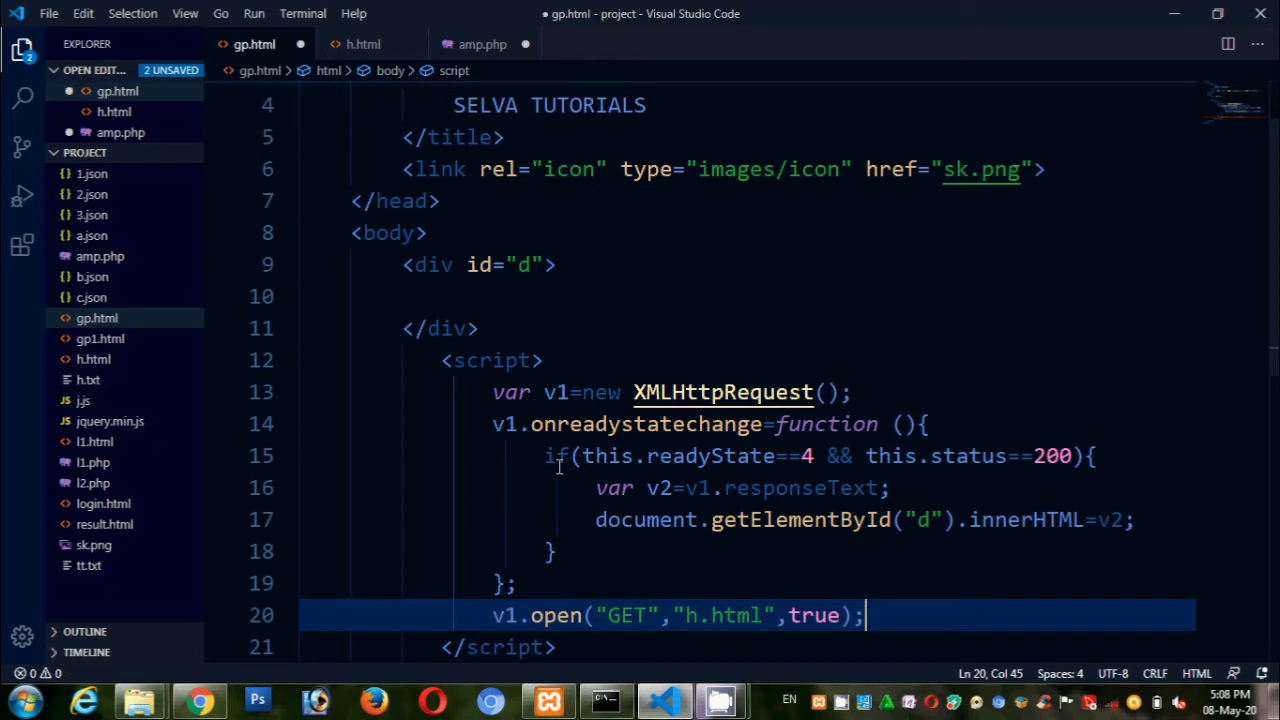 File Edit Selection View Go Run Terminal Help
● gp.html - project - Visual Studio Code
EXPLORER
gp.html
h.html
amp.php
OPEN EDIT...
2 UNSAVED
gp.html > html > body > script
gp.html
h.html
amp.php
PROJECT
1.json
2.json
3.json
a.json
amp.php
b.json
c.json
gp.html
gp1.html
h.html
h.txt
j.js
jquery.min.js
l1.html
l1.php
l2.php
login.html
result.html
sk.png
tt.txt
OUTLINE
TIMELINE
2
4 SELVA TUTORIALS
5 </title>
6 <link rel="icon" type="images/icon" href="sk.png">
7 </head>
8 <body>
9 <div id="d">
10
11 </div>
12 <script>
13 var v1=new XMLHttpRequest();
14 v1.onreadystatechange=function (){
15 if(this.readyState==4 && this.status==200){
16 var v2=v1.responseText;
17 document.getElementById("d").innerHTML=v2;
18 }
19 };
20 v1.open("GET","h.html",true);
21 </script>
0 0
Ln 20, Col 45 Spaces: 4 UTF-8 CRLF HTML
Ps
EN
5:08 PM
08-May-20